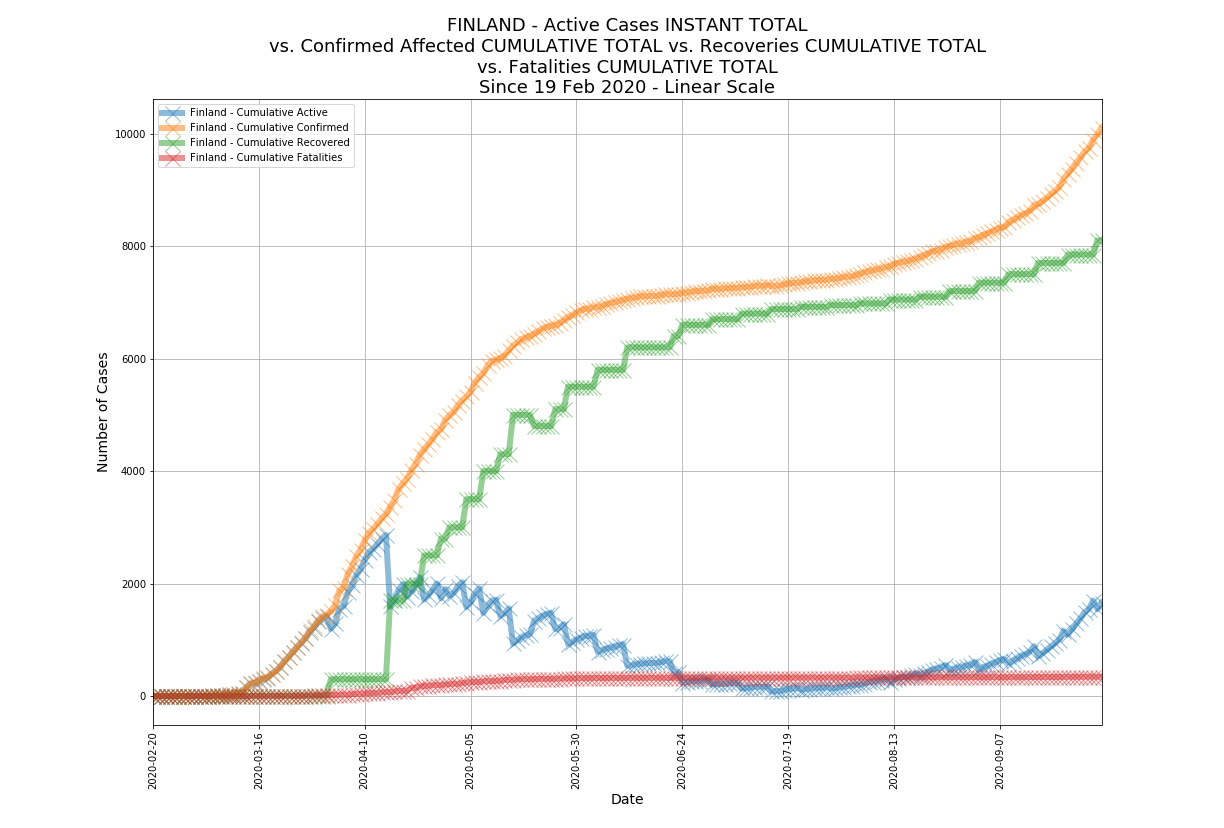 FINLAND - Active Cases INSTANT TOTAL
vs. Confirmed Affected CUMULATIVE TOTAL vs. Recoveries CUMULATIVE TOTAL
vs. Fatalities CUMULATIVE TOTAL
Since 19 Feb 2020 - Linear Scale
Finland - Cumulative Active
Finland - Cumulative Confirmed
Finland - Cumulative Recovered
Finland - Cumulative Fatalities
10000
8000
6000
4000
2000
0
Number of Cases
2020-02-20
2020-03-16
2020-04-10
2020-05-05
2020-05-30
2020-06-24
2020-07-19
2020-08-13
2020-09-07
Date